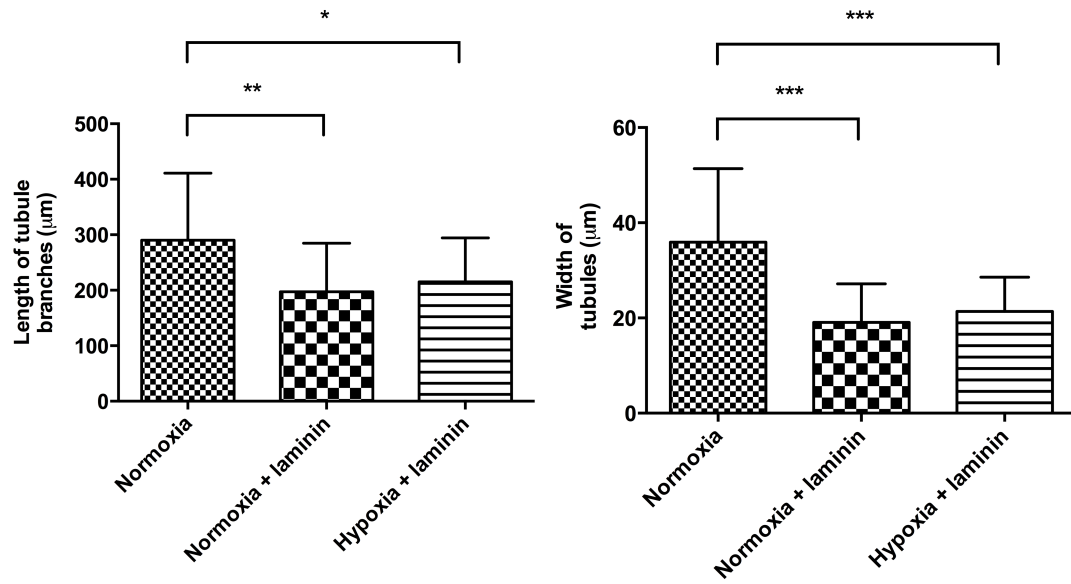 *
**
500
400
300
200
100
0
Length of tubule
branches (μm)
Normoxia
Normoxia + laminin
Hypoxia + laminin
***
***
60
40
20
0
Width of
tubules (μm)
Normoxia
Normoxia + laminin
Hypoxia + laminin